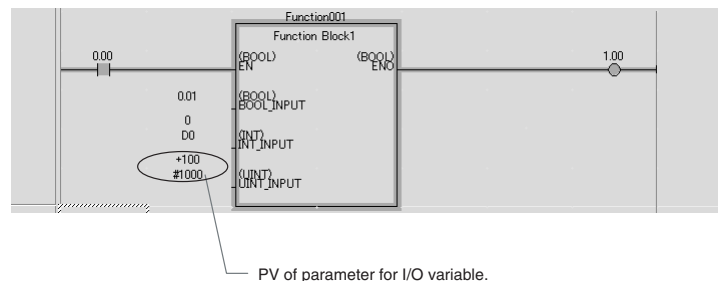 Function001
Function Block1
0.00
(BOOL)
EN
(BOOL)
ENO
1.00
0.01
(BOOL)
BOOL_INPUT
0
D0
(INT)
INT_INPUT
+100
#1000
(UINT)
UINT_INPUT
PV of parameter for I/O variable.